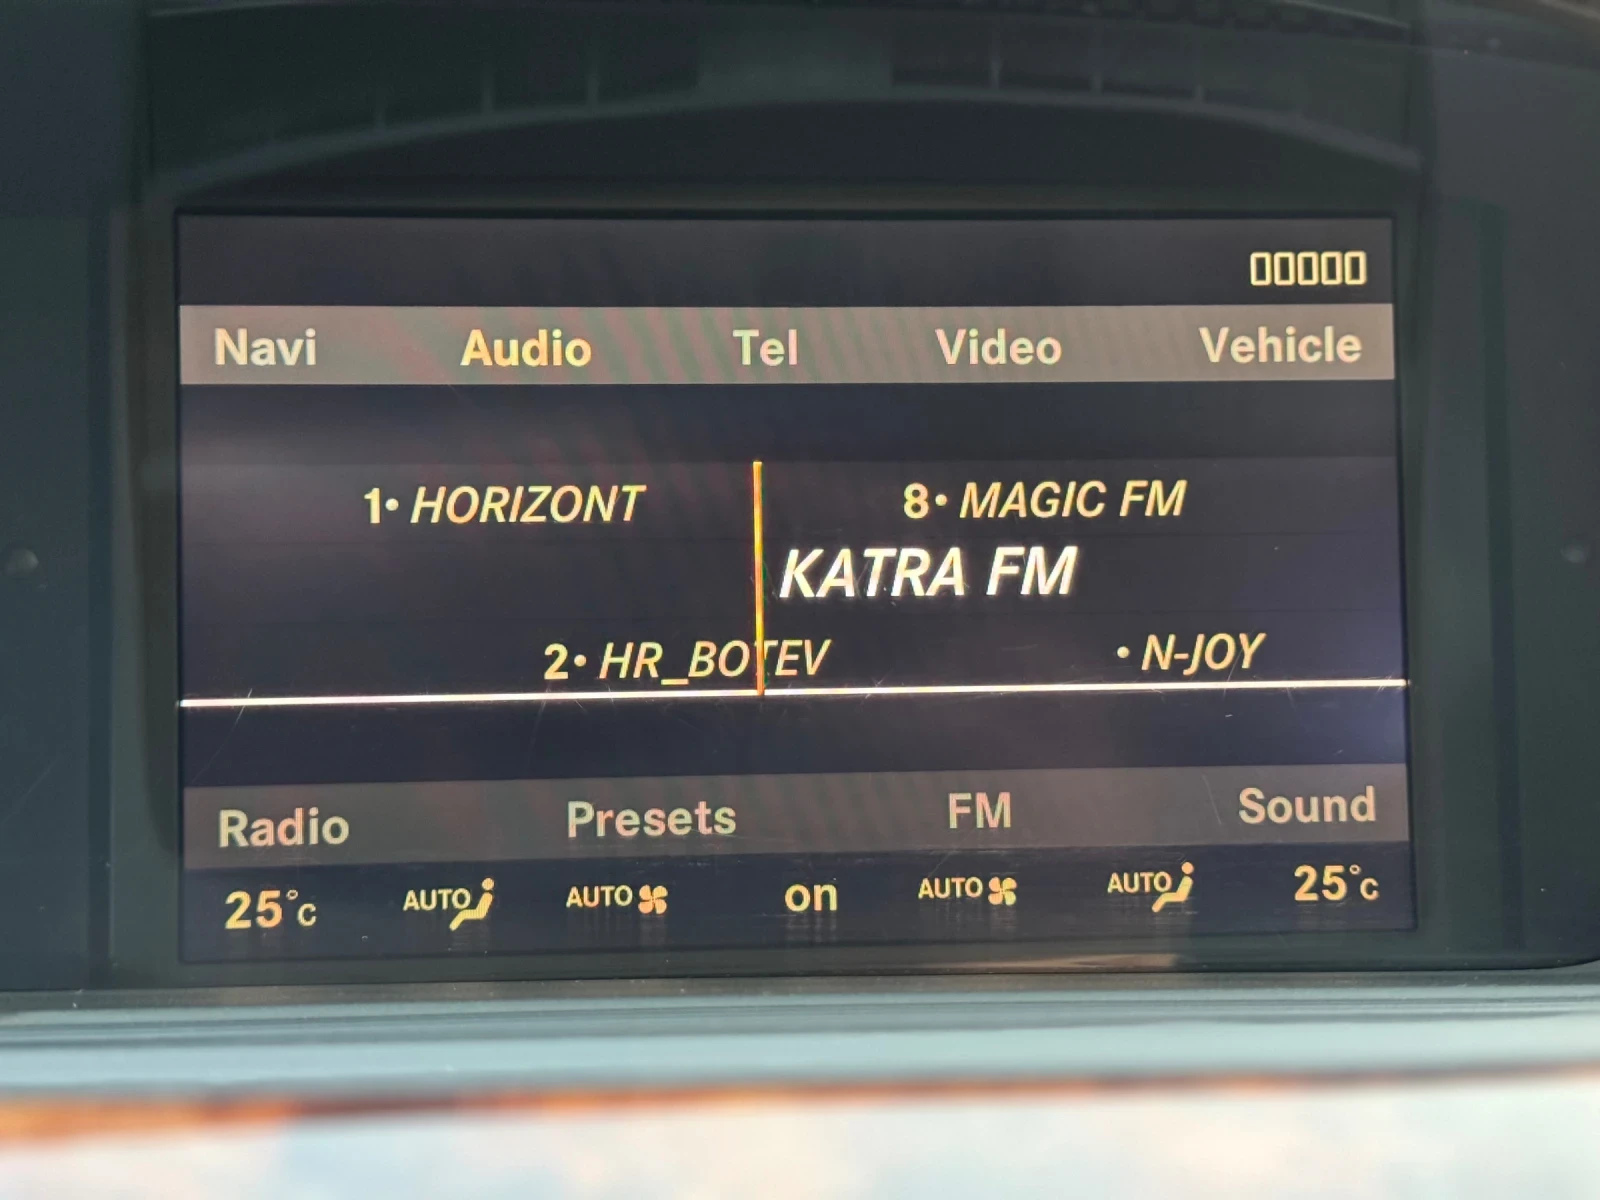 00000
Navi Audio Tel Video Vehicle
1• HORIZONT 8• MAGIC FM
KATRA FM
2• HR_BOTEV • N-JOY
Radio Presets FM Sound
25°C AUTO AUTO on AUTO AUTO 25°C